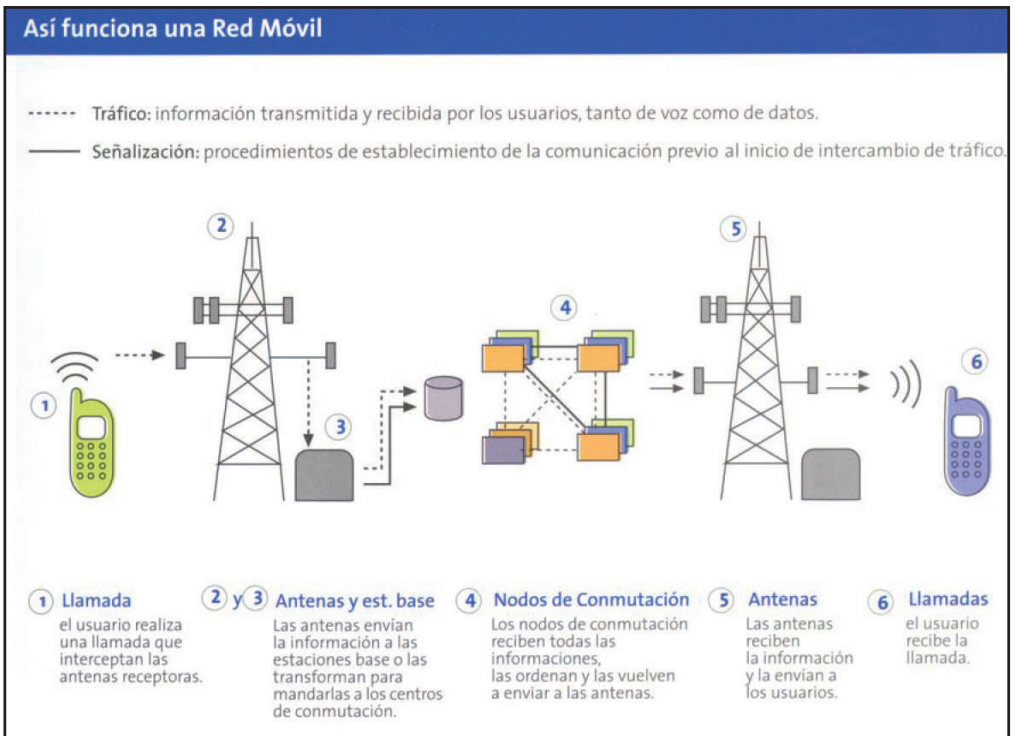 Así funciona una Red Móvil
Tráfico: información transmitida y recibida por los usuarios, tanto de voz como de datos.
Señalización: procedimientos de establecimiento de la comunicación previo al inicio de intercambio de tráfico.
2
5
4
6
1
3
1 Llamada
el usuario realiza
una llamada que
interceptan las
antenas receptoras.
2 y 3 Antenas y est. base
Las antenas envían
la información a las
estaciones base o las
transforman para
mandarlas a los centros
de conmutación.
4 Nodos de Conmutación
Los nodos de conmutación
reciben todas las
informaciones,
las ordenan y las vuelven
a enviar a las antenas.
5 Antenas
Las antenas
reciben
la información
y la envian a
los usuarios.
6 Llamadas
el usuario
recibe la
llamada.